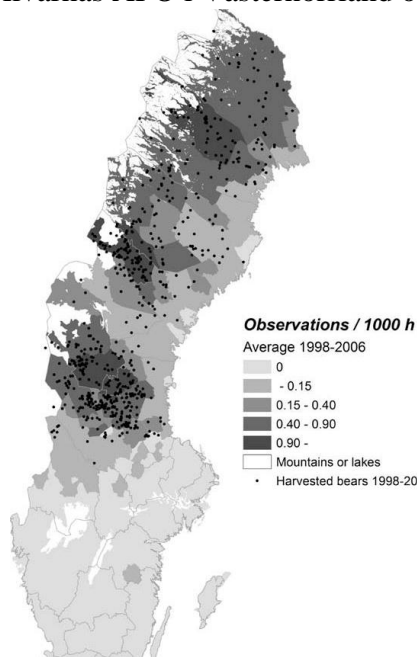 Observations / 1000 h
Average 1998-2006
0
- 0.15
0.15 - 0.40
0.40 - 0.90
0.90 -
Mountains or lakes
Harvested bears 1998-20